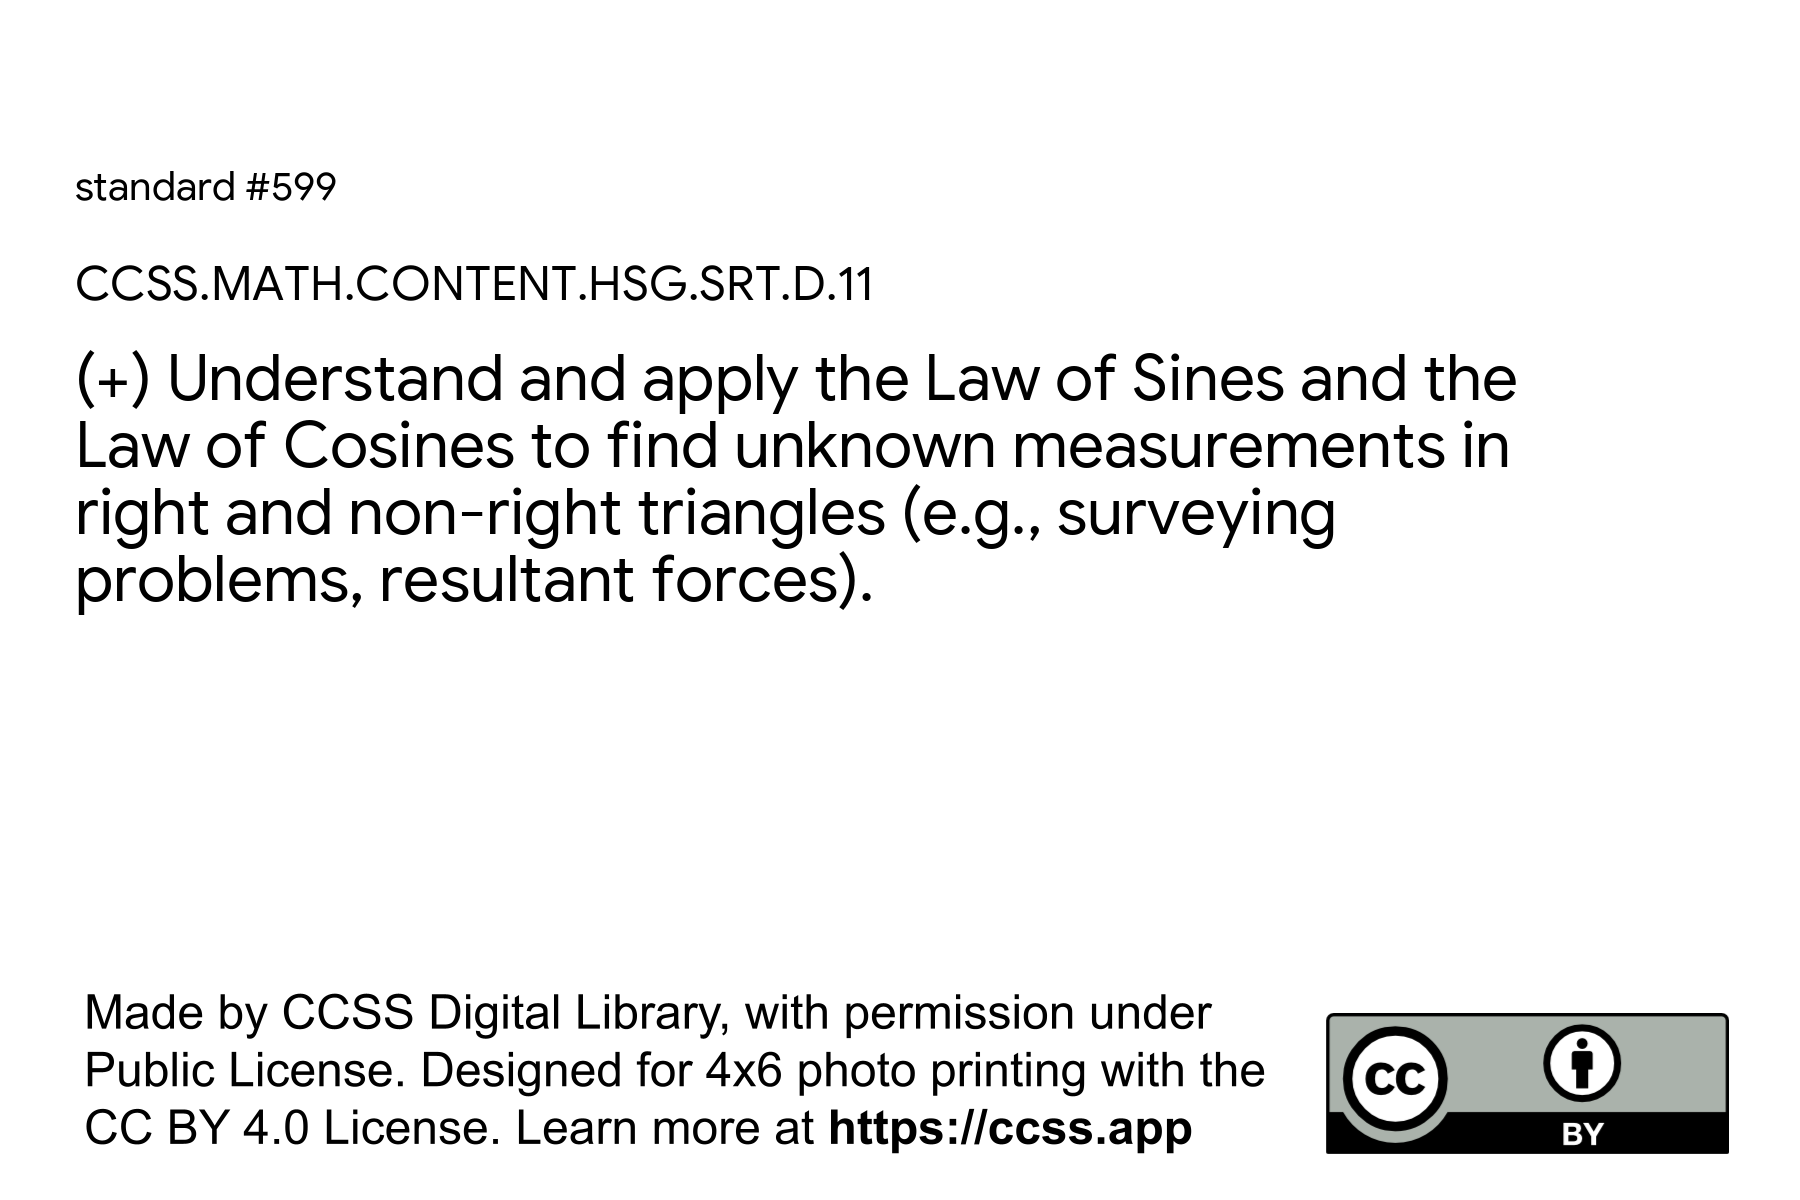 standard #599
CCSS.MATH.CONTENT.HSG.SRT.D.11
(+) Understand and apply the Law of Sines and the
Law of Cosines to find unknown measurements in
right and non-right triangles (e.g., surveying
problems, resultant forces).
Made by CCSS Digital Library, with permission under
Public License. Designed for 4x6 photo printing with the
CC BY 4.0 License. Learn more at https://ccss.app
CC
BY